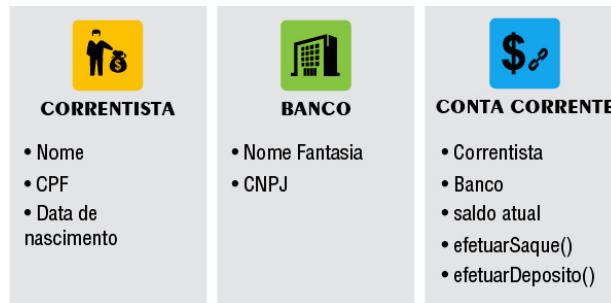 CORRENTISTA
• Nome
• CPF
• Data de
nascimento
BANCO
• Nome Fantasia
• CNPJ
$
CONTA CORRENTE
• Correntista
• Banco
• saldo atual
• efetuarSaque()
• efetuarDeposito()